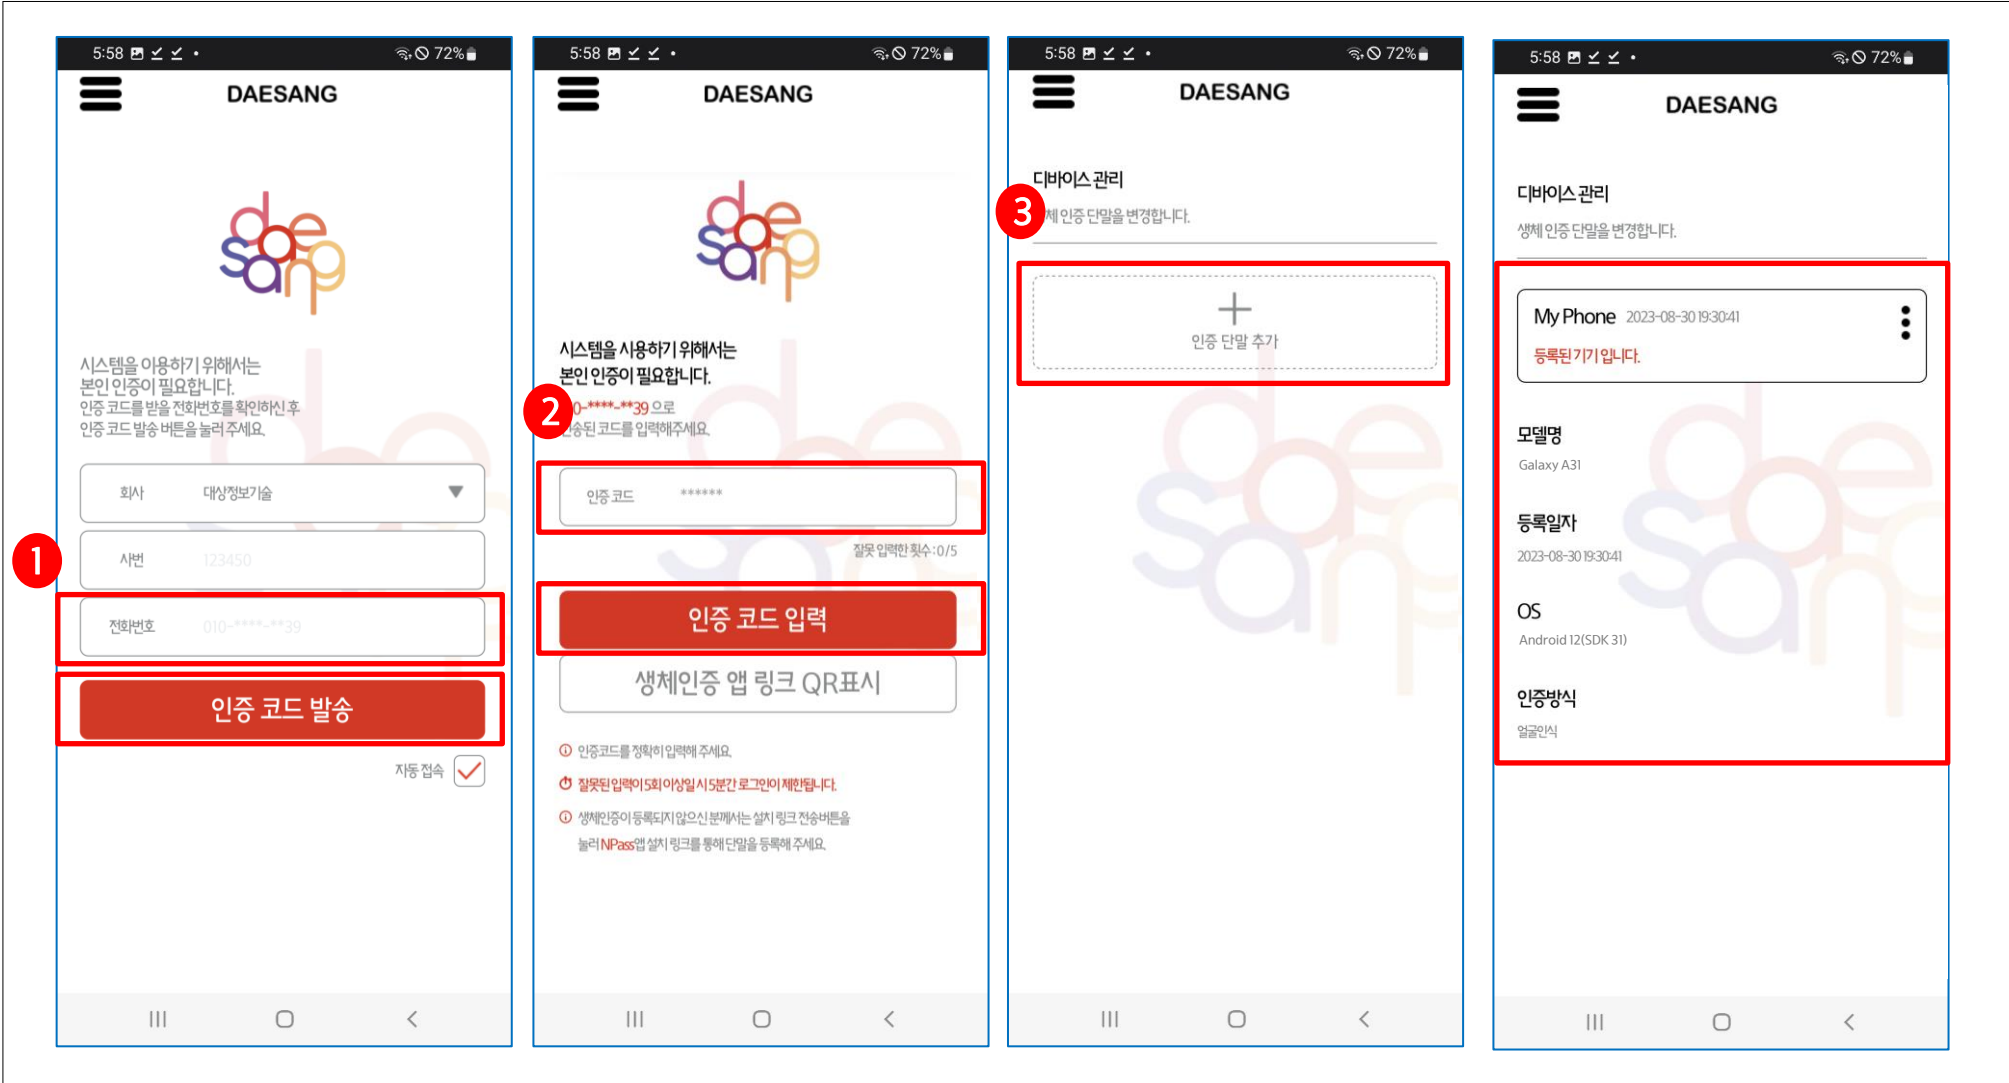 5:58
72%
DAESANG
daesang
시스템을 이용하기 위해서는
본인 인증이 필요합니다.
인증 코드를 받을 전화번호를 확인하신 후
인증 코드 발송 버튼을 눌러 주세요.
회사 대상정보기술
1
사번 123450
전화번호 010-****-**39
인증 코드 발송
자동 접속
5:58
72%
DAESANG
daesang
시스템을 사용하기 위해서는
본인 인증이 필요합니다.
2
0-****-**39 으로
송된 코드를 입력해주세요.
인증 코드 ******
잘못 입력한 횟수 : 0/5
인증 코드 입력
생체인증 앱 링크 QR표시
인증코드를 정확히 입력해 주세요.
잘못된 입력이 5회 이상일 시 5분간 로그인이 제한됩니다.
생체인증이 등록되지 않으신 분께서는 설치 링크 전송버튼을
눌러 NPass앱 설치 링크를 통해 단말을 등록해 주세요.
5:58
72%
DAESANG
디바이스 관리
3
체 인증 단말을 변경합니다.
인증 단말 추가
daesang
5:58
72%
DAESANG
디바이스 관리
생체 인증 단말을 변경합니다.
My Phone 2023-08-30 19:30:41
등록된 기기 입니다.
모델명
Galaxy A31
등록일자
2023-08-30 19:30:41
OS
Android 12(SDK 31)
인증방식
얼굴인식
daesang